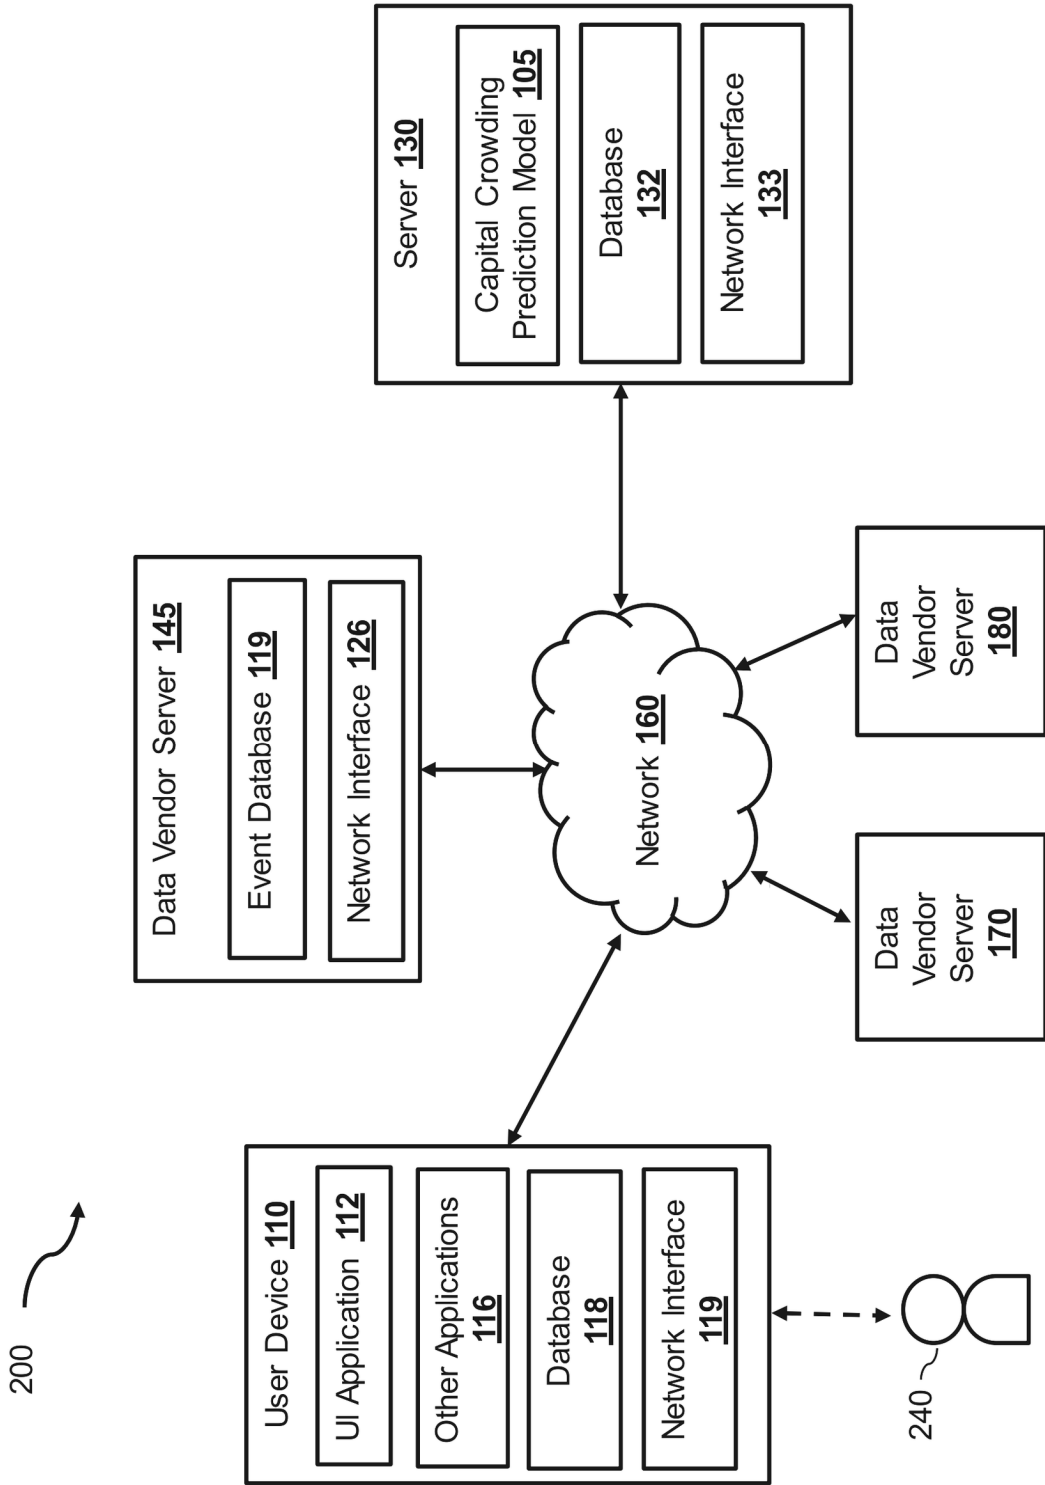 200
User Device 110
UI Application 112
Other Applications
116
Database
118
Network Interface
119
240
Data Vendor Server 145
Event Database 119
Network Interface 126
Network 160
Data
Vendor
Server
170
Data
Vendor
Server
180
Server 130
Capital Crowding
Prediction Model 105
Database
132
Network Interface
133